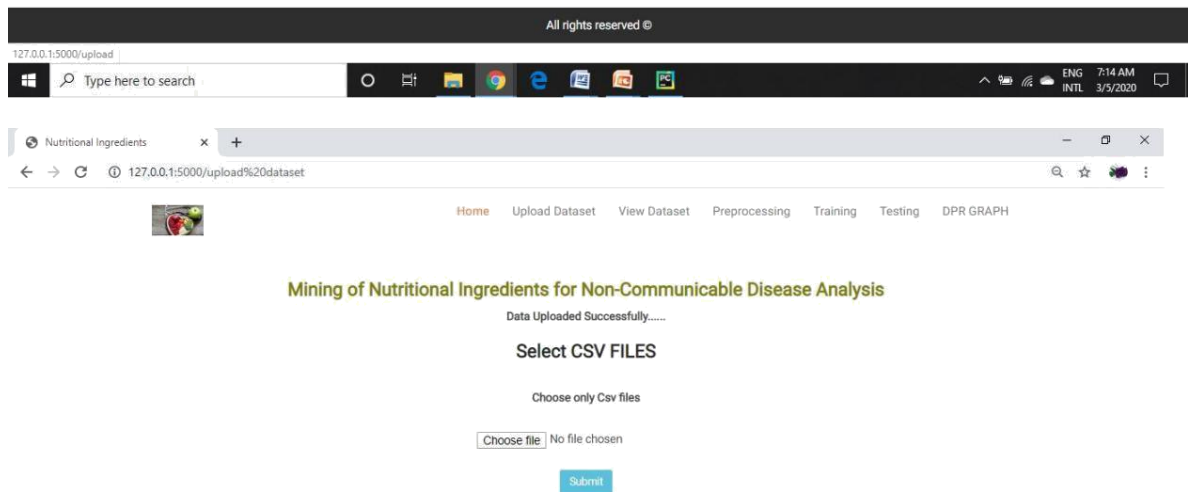 All rights reserved ©
127.0.0.1:5000/upload
Type here to search
ENG 7:14 AM
INTL 3/5/2020
Nutritional Ingredients
127.0.0.1:5000/upload%20dataset
Home Upload Dataset View Dataset Preprocessing Training Testing DPR GRAPH
Mining of Nutritional Ingredients for Non-Communicable Disease Analysis
Data Uploaded Successfully......
Select CSV FILES
Choose only Csv files
Choose file No file chosen
Submit